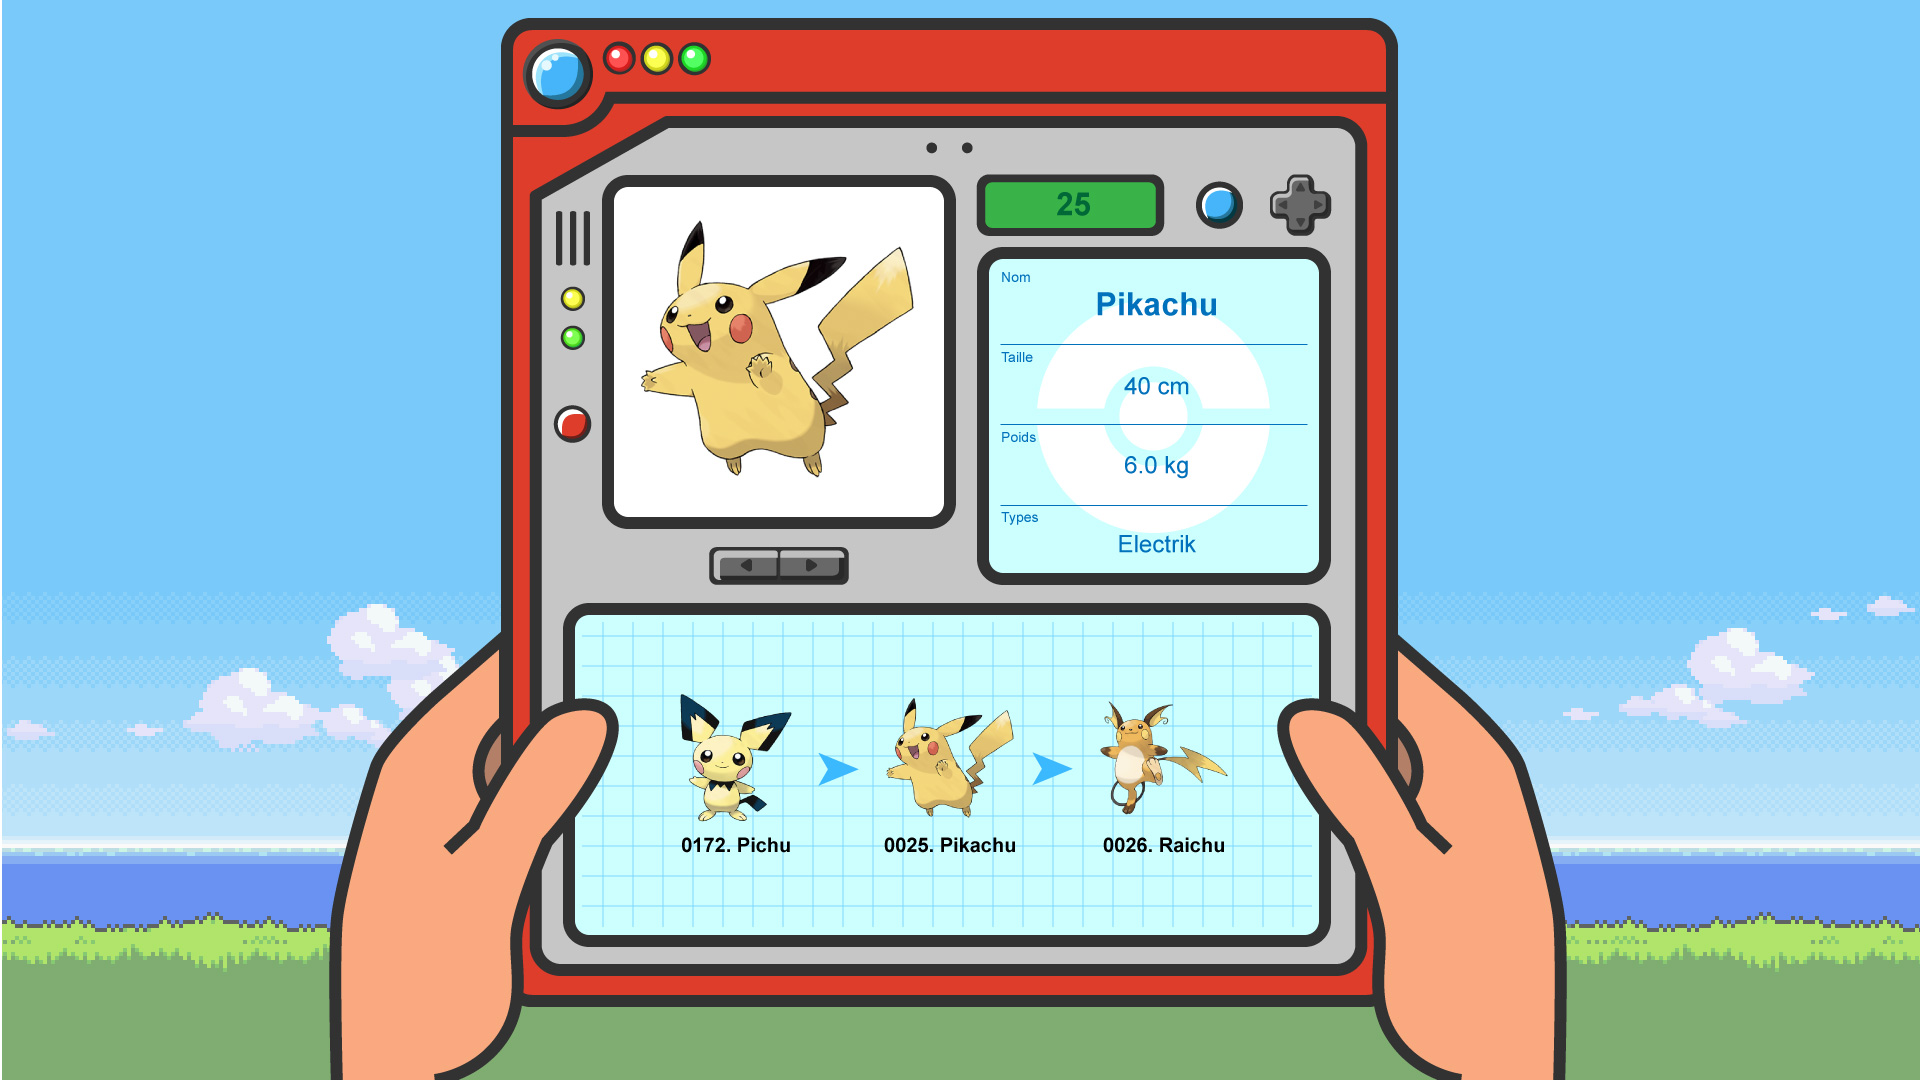 25
Nom
Pikachu
Taille
40 cm
Poids
6.0 kg
Types
Electrik
0172. Pichu
0025. Pikachu
0026. Raichu